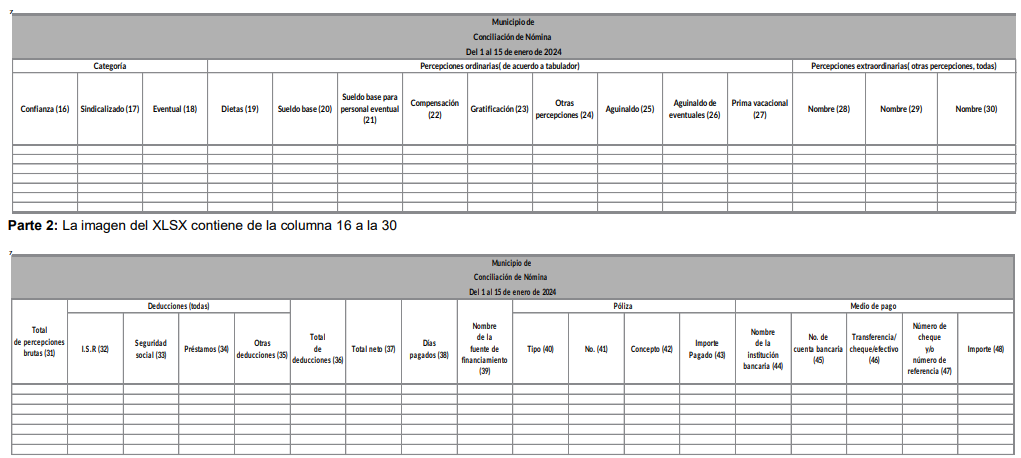 Municipio de
Conciliación de Nómina
Del 1 al 15 de enero de 2024
Categoría Percepciones ordinarias( de acuerdo a tabulador) Percepciones extraordinarias( otras percepciones, todas)
Confianza (16) Sindicalizado (17) Eventual (18) Dietas (19) Sueldo base (20) Sueldo base para personal eventual (21) Compensación (22) Gratificación (23) Otras percepciones (24) Aguinaldo (25) Aguinaldo de eventuales (26) Prima vacacional (27) Nombre (28) Nombre (29) Nombre (30)
Parte 2: La imagen del XLSX contiene de la columna 16 a la 30
Municipio de
Conciliación de Nómina
Del 1 al 15 de enero de 2024
Deducciones (todas) Póliza Medio de pago
Total de percepciones brutas (31) I.S.R (32) Seguridad social (33) Préstamos (34) Otras deducciones (35) Total de deducciones (36) Total neto (37) Días pagados (38) Nombre de la fuente de financiamiento (39) Tipo (40) No. (41) Concepto (42) Importe Pagado (43) Nombre de la institución bancaria (44) No. de cuenta bancaria (45) Transferencia/ cheque/efectivo (46) Número de cheque y/o número de referencia (47) Importe (48)